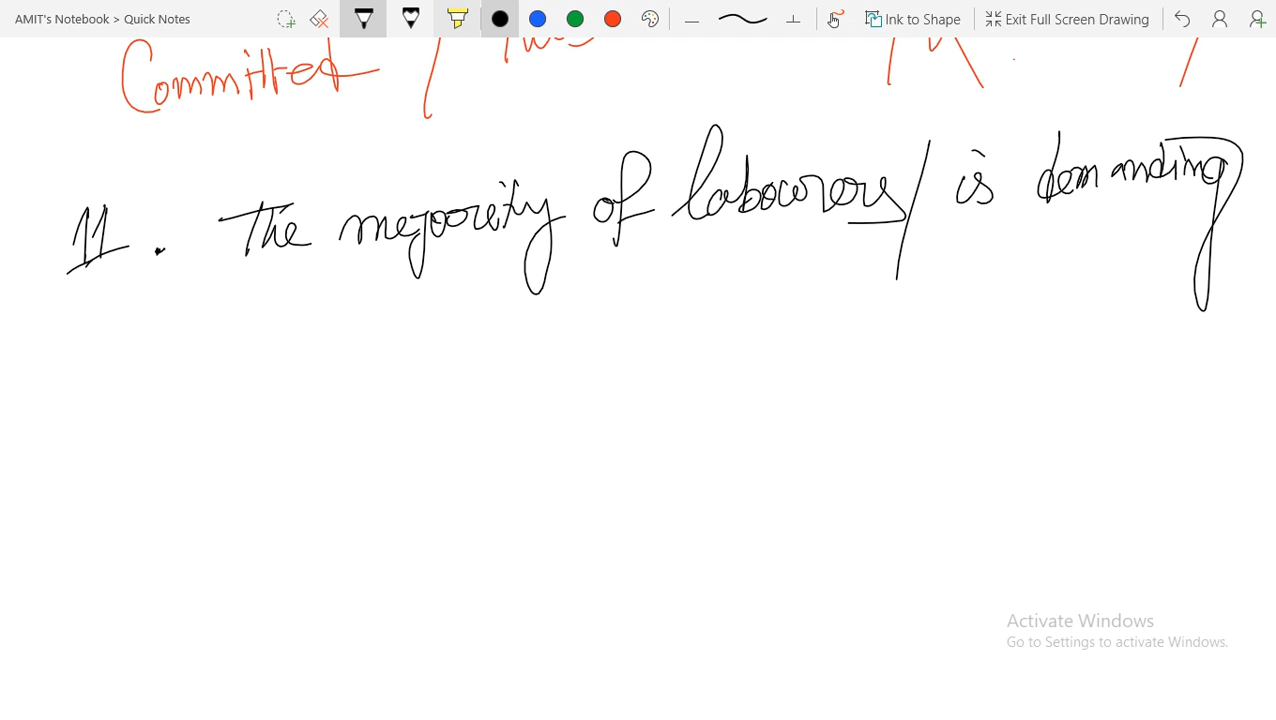 AMIT's Notebook > Quick Notes
Ink to Shape
Exit Full Screen Drawing
Committed /
11. The majority of labourers / is demanding
Activate Windows
Go to Settings to activate Windows.